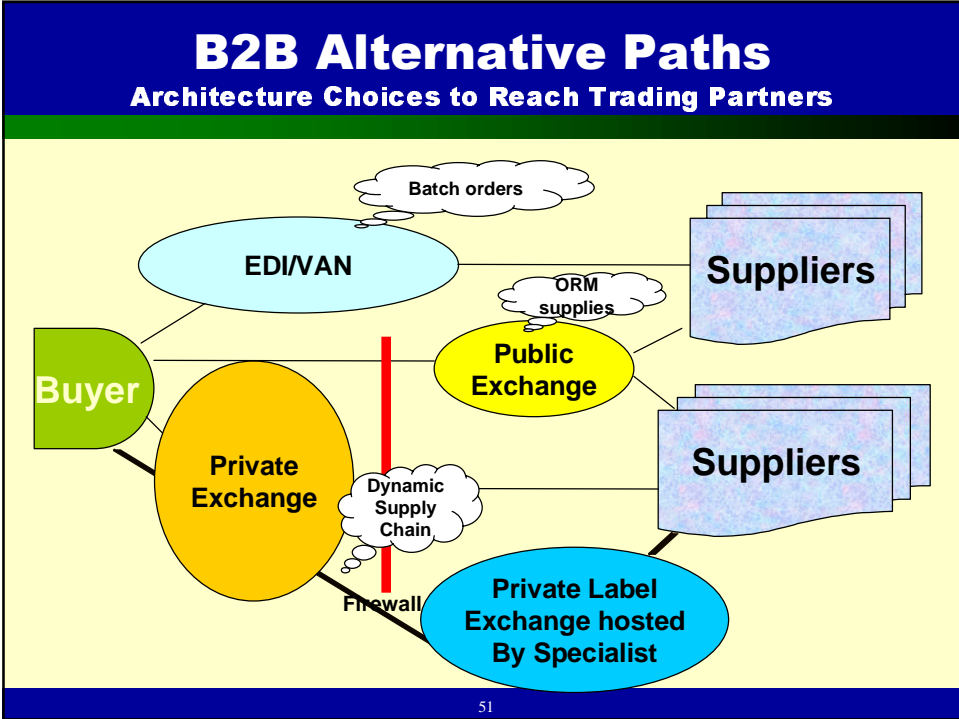 B2B Alternative Paths
Architecture Choices to Reach Trading Partners
Batch orders
EDI/VAN
Suppliers
ORM
supplies
Public
Exchange
Buyer
Suppliers
Private
Exchange
Dynamic
Supply
Chain
Firewall
Private Label
Exchange hosted
By Specialist
51